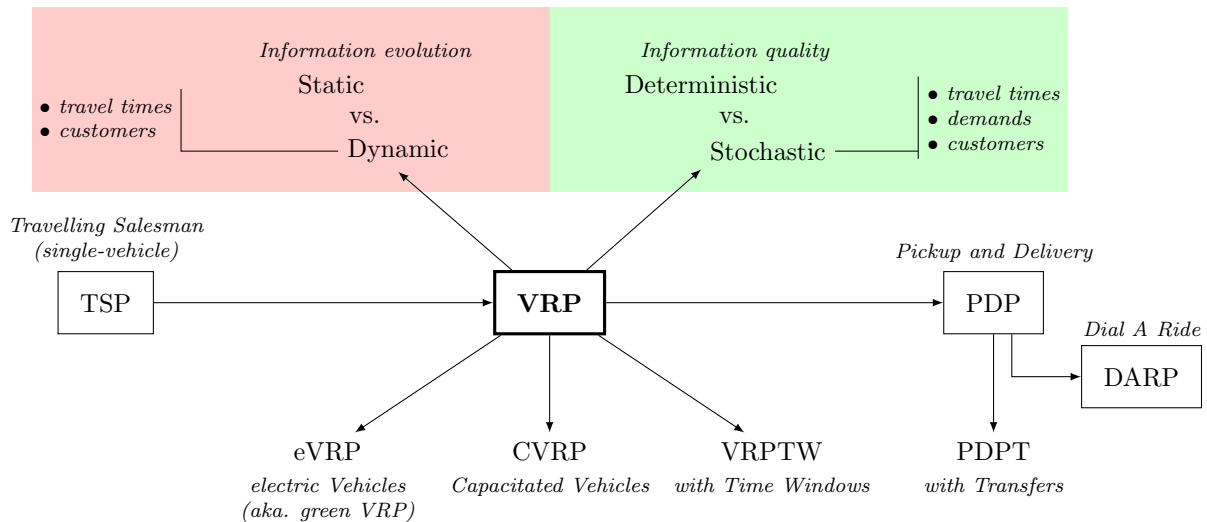 Information evolution
Static
vs.
Dynamic
• travel times
• customers
Information quality
Deterministic
vs.
Stochastic
• travel times
• demands
• customers
Travelling Salesman
(single-vehicle)
TSP
VRP
Pickup and Delivery
PDP
Dial A Ride
DARP
eVRP
electric Vehicles
(aka. green VRP)
CVRP
Capacitated Vehicles
VRPTW
with Time Windows
PDPT
with Transfers